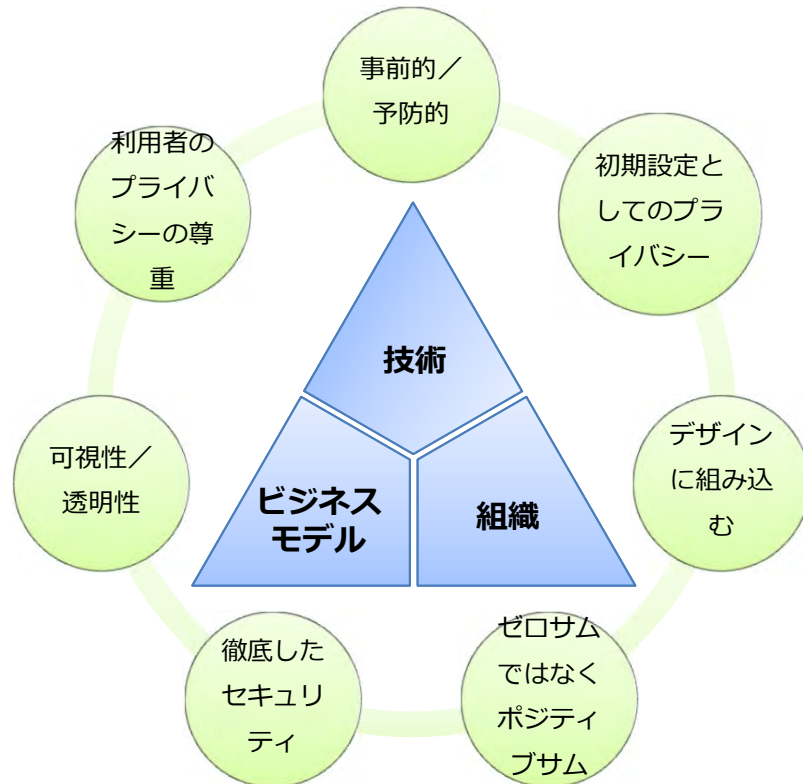 事前的／
予防的
初期設定と
してのプラ
イバシー
デザイン
に組み込
む
ゼロサム
ではなく
ポジティ
ブサム
徹底した
セキュリ
ティ
可視性／
透明性
利用者の
プライバ
シーの尊
重
技術
ビジネス
モデル
組織